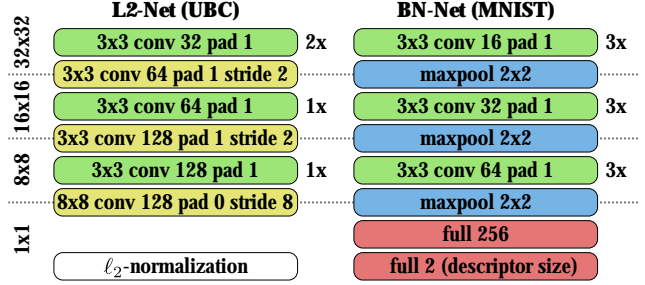 L2-Net (UBC) BN-Net (MNIST)
32x32 3x3 conv 32 pad 1 2x 3x3 conv 16 pad 1 3x
3x3 conv 64 pad 1 stride 2 maxpool 2x2
16x16 3x3 conv 64 pad 1 1x 3x3 conv 32 pad 1 3x
3x3 conv 128 pad 1 stride 2 maxpool 2x2
8x8 3x3 conv 128 pad 1 1x 3x3 conv 64 pad 1 3x
8x8 conv 128 pad 0 stride 8 maxpool 2x2
1x1 full 256
ℓ₂-normalization full 2 (descriptor size)